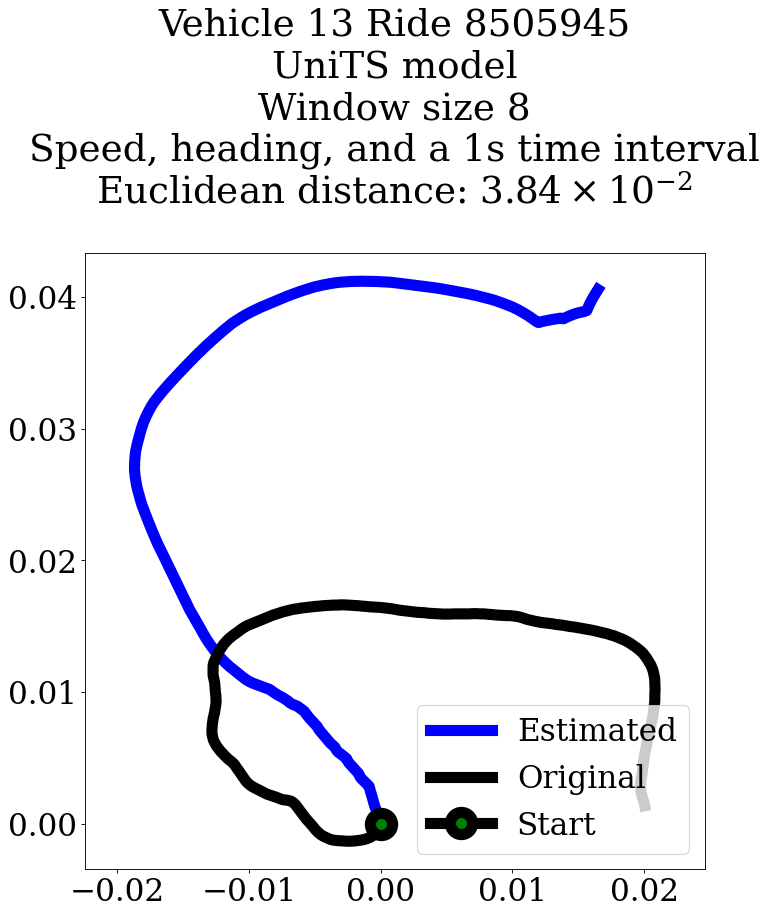 Vehicle 13 Ride 8505945
UniTS model
Window size 8
Speed, heading, and a 1s time interval
Euclidean distance: 3.84 × 10⁻²
0.04
0.03
0.02
0.01
0.00
Estimated
Original
Start
−0.02 −0.01 0.00 0.01 0.02